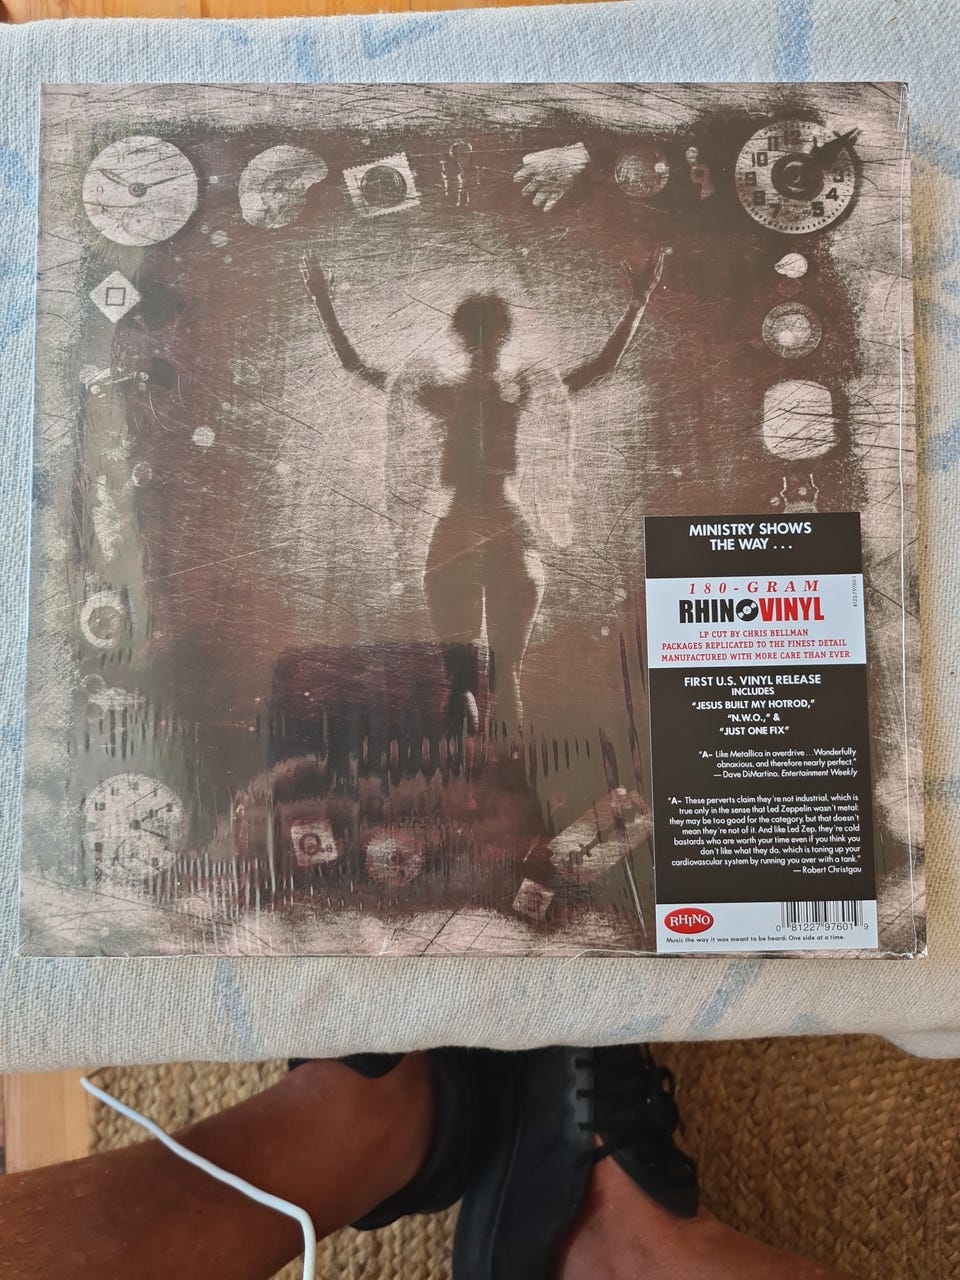 MINISTRY SHOWS
THE WAY . . .
180-GRAM
RHINOVINYL
LP CUT BY CHRIS BELLMAN
PACKAGES REPLICATED TO THE FINEST DETAIL
MANUFACTURED WITH MORE CARE THAN EVER
FIRST U.S. VINYL RELEASE
INCLUDES
“JESUS BUILT MY HOTROD,”
“N.W.O.,” &
“JUST ONE FIX”
“A– Like Metallica in overdrive . . . Wonderfully
obnoxious, and therefore nearly perfect.”
— Dave DiMartino, Entertainment Weekly
“A– These perverts claim they’re not industrial, which is
true only in the sense that Led Zeppelin wasn’t metal:
they may be too good for the category, but that doesn’t
mean they’re not of it. And like Led Zep, they’re cold
bastards who are worth your time even if you think you
don’t like what they do, which is toning up your
cardiovascular system by running you over with a tank.”
— Robert Christgau
RHINO
0 81227 97601 9
Music the way it was meant to be heard: One side at a time.